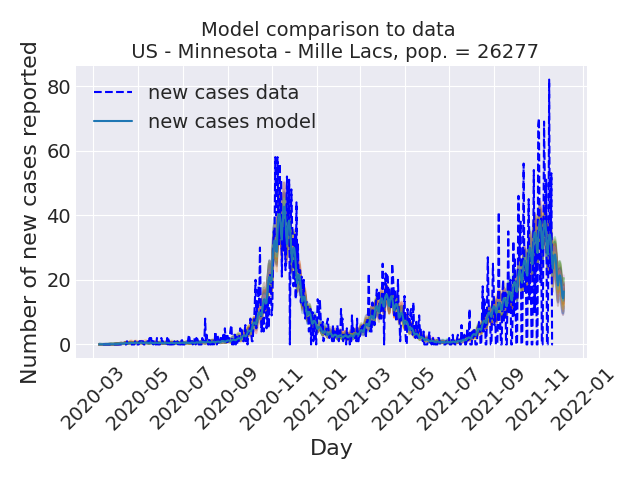 Model comparison to data
US - Minnesota - Mille Lacs, pop. = 26277
new cases data
new cases model
Number of new cases reported
80
60
40
20
0
2020-03
2020-05
2020-07
2020-09
2020-11
2021-01
2021-03
2021-05
2021-07
2021-09
2021-11
2022-01
Day